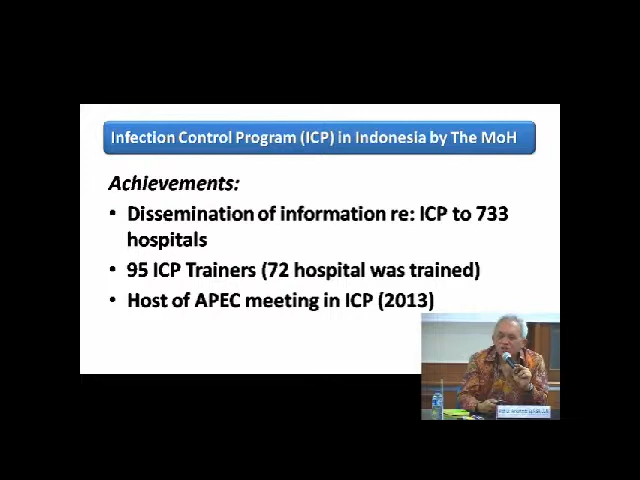 Infection Control Program (ICP) in Indonesia by The MoH
Achievements:
• Dissemination of information re: ICP to 733
hospitals
• 95 ICP Trainers (72 hospital was trained)
• Host of APEC meeting in ICP (2013)